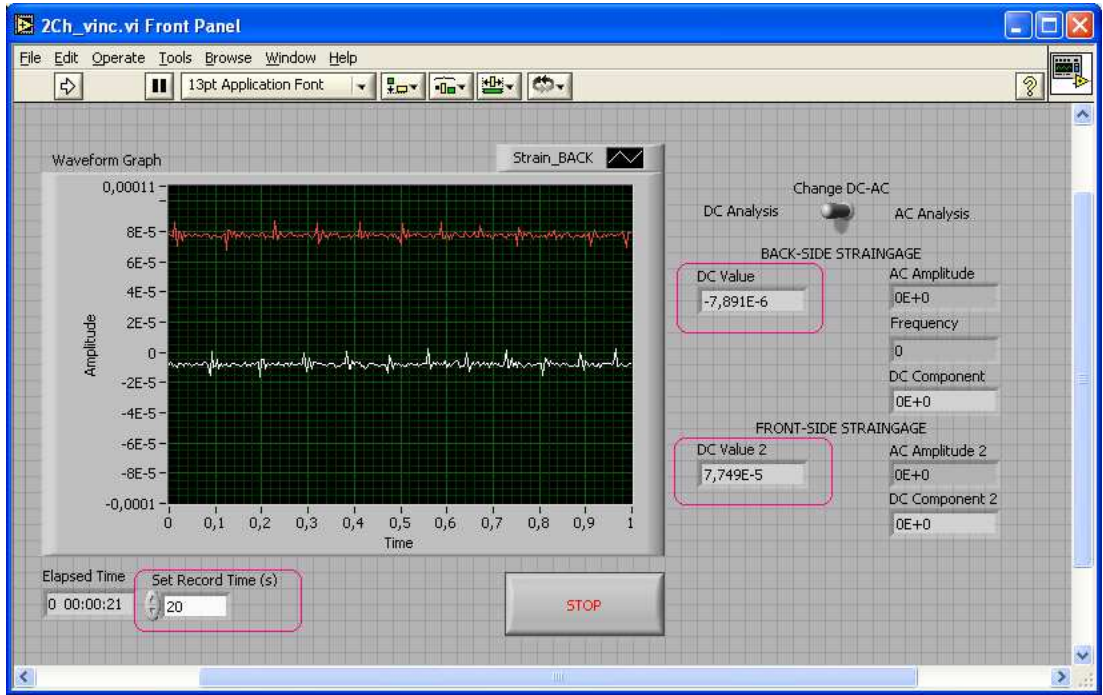 2Ch_vinc.vi Front Panel
File Edit Operate Tools Browse Window Help
13pt Application Font
Waveform Graph
Strain_BACK
0,00011
8E-5
6E-5
4E-5
2E-5
0
-2E-5
-4E-5
-6E-5
-8E-5
-0,0001
Amplitude
0 0,1 0,2 0,3 0,4 0,5 0,6 0,7 0,8 0,9 1
Time
Change DC-AC
DC Analysis AC Analysis
BACK-SIDE STRAINGAGE
DC Value
-7,891E-6
AC Amplitude
0E+0
Frequency
0
DC Component
0E+0
FRONT-SIDE STRAINGAGE
DC Value 2
7,749E-5
AC Amplitude 2
0E+0
DC Component 2
0E+0
Elapsed Time
0 00:00:21
Set Record Time (s)
20
STOP